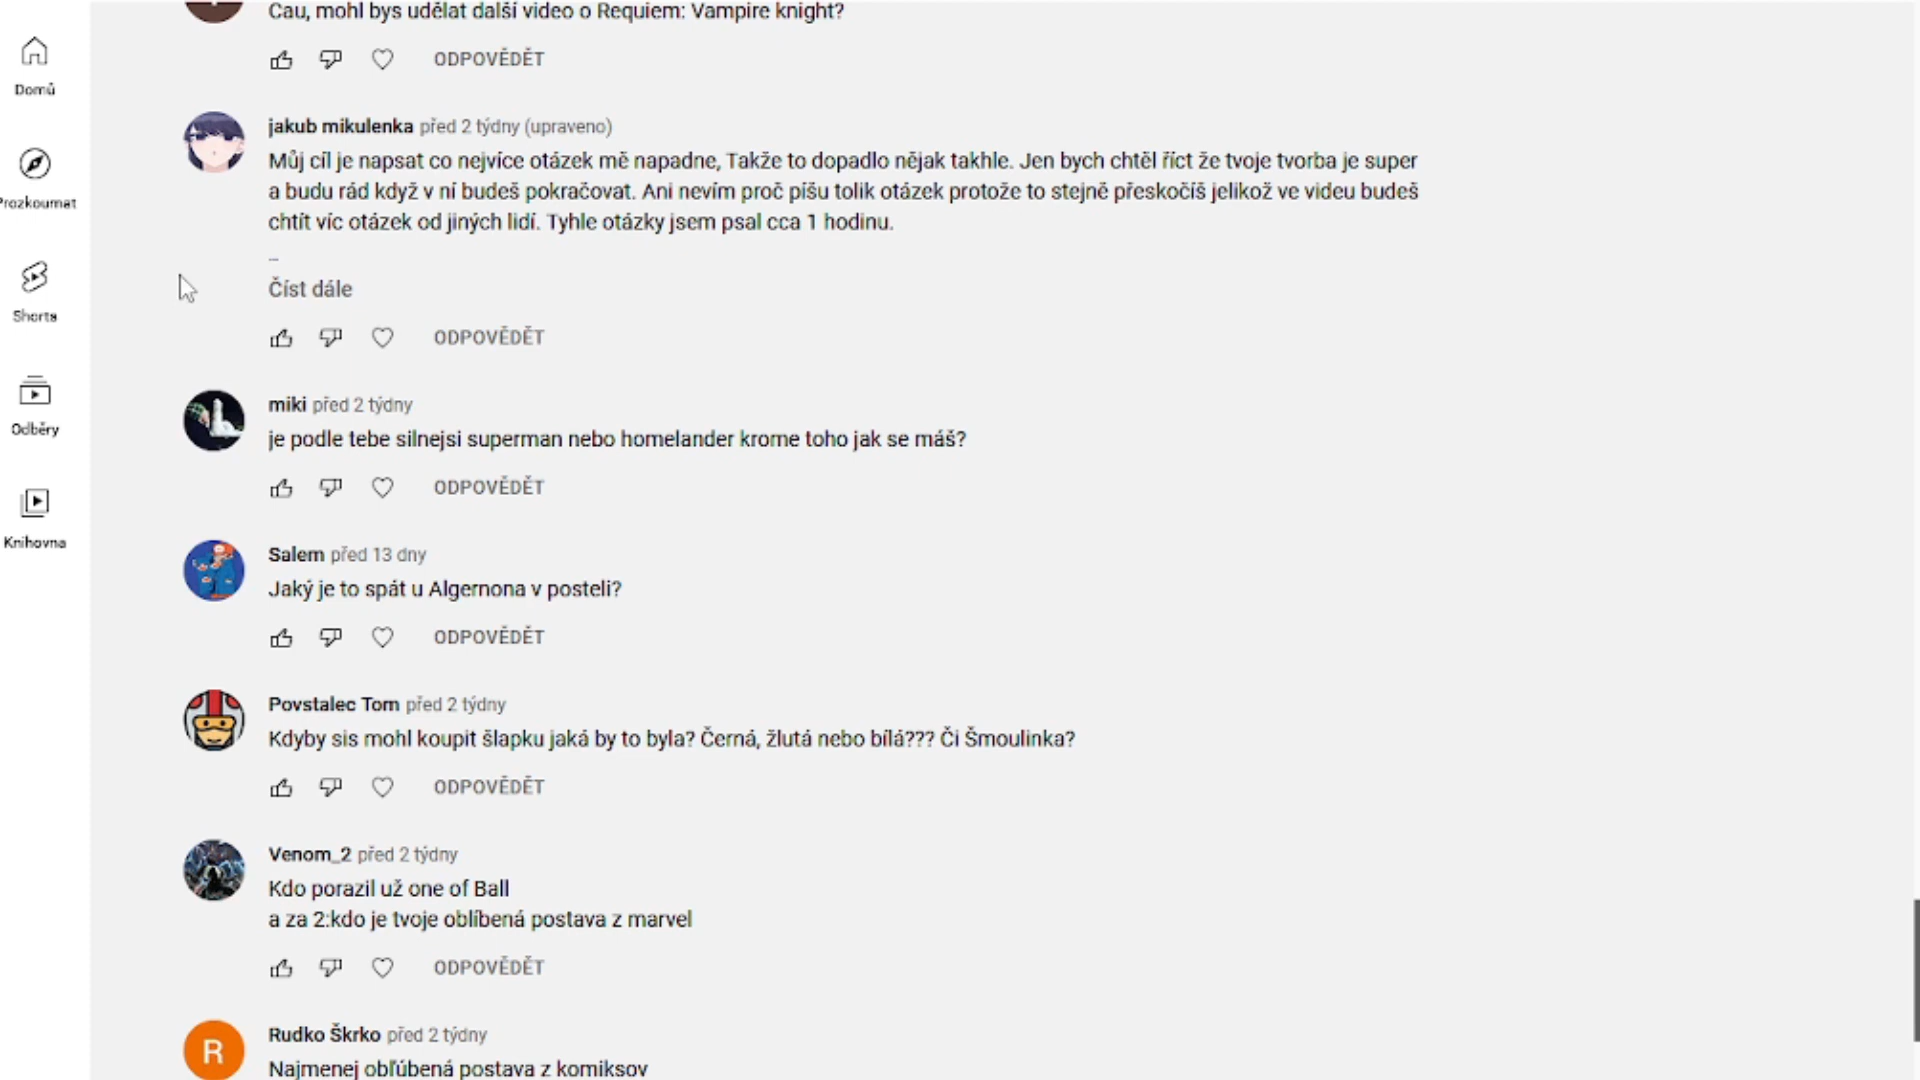 Cau, mohl bys udělat další video o Requiem: Vampire knight?
ODPOVĚDĚT
Domů
jakub mikulenka před 2 týdny (upraveno)
Můj cíl je napsat co nejvíce otázek mě napadne, Takže to dopadlo nějak takhle. Jen bych chtěl říct že tvoje tvorba je super
a budu rád když v ní budeš pokračovat. Ani nevím proč píšu tolik otázek protože to stejně přeskočíš jelikož ve videu budeš
chtít víc otázek od jiných lidí. Tyhle otázky jsem psal cca 1 hodinu.
Prozkoumat
...
Číst dále
Shorts
ODPOVĚDĚT
miki před 2 týdny
je podle tebe silnejsi superman nebo homelander krome toho jak se máš?
Odběry
ODPOVĚDĚT
Knihovna
Salem před 13 dny
Jaký je to spát u Algernona v posteli?
ODPOVĚDĚT
Povstalec Tom před 2 týdny
Kdyby sis mohl koupit šlapku jaká by to byla? Černá, žlutá nebo bílá??? Či Šmoulinka?
ODPOVĚDĚT
Venom_2 před 2 týdny
Kdo porazil už one of Ball
a za 2:kdo je tvoje oblíbená postava z marvel
ODPOVĚDĚT
R
Rudko Škrko před 2 týdny
Najmenej obľúbená postava z komiksov